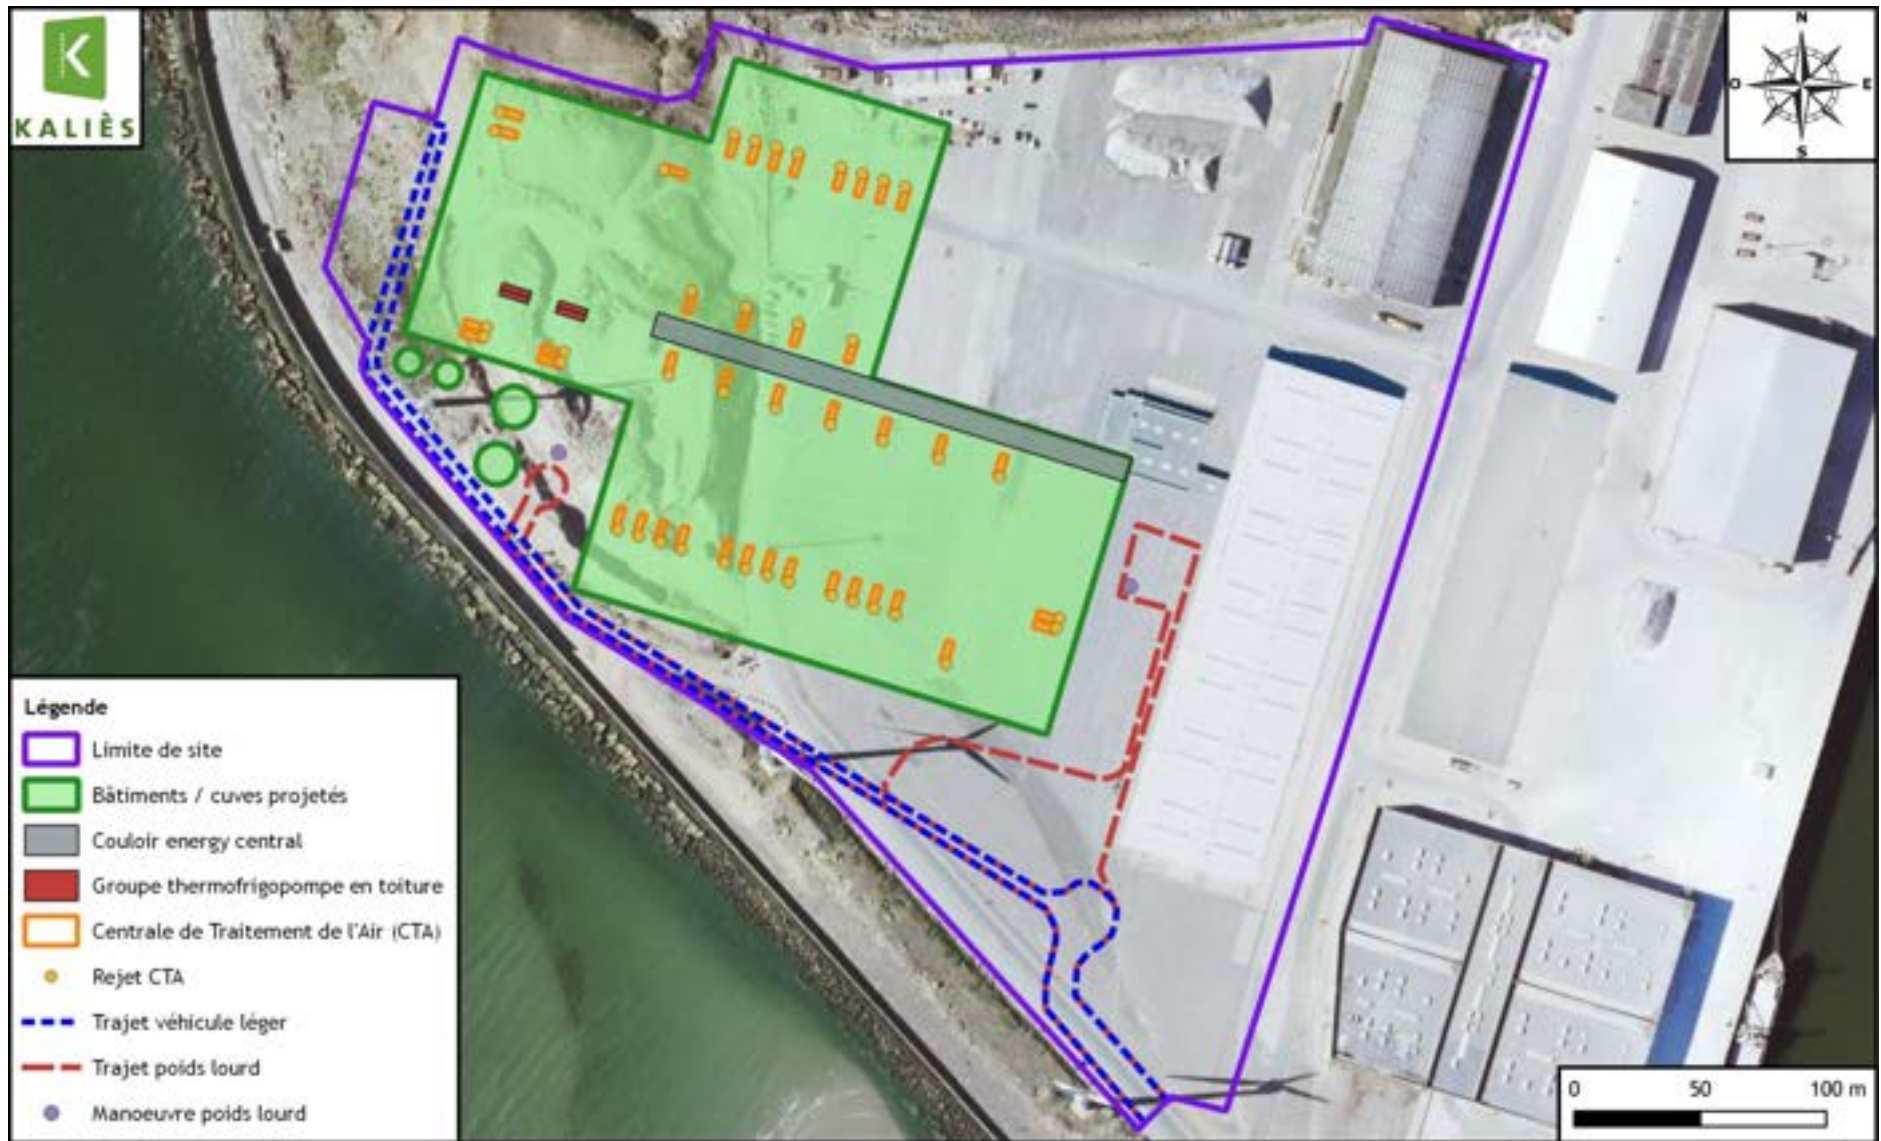 KALIÈS
N
O
E
S
Légende
Limite de site
Bâtiments / cuves projetés
Couloir energy central
Groupe thermofrigopompe en toiture
Centrale de Traitement de l'Air (CTA)
Rejet CTA
Trajet véhicule léger
Trajet poids lourd
Manoeuvre poids lourd
0 50 100 m